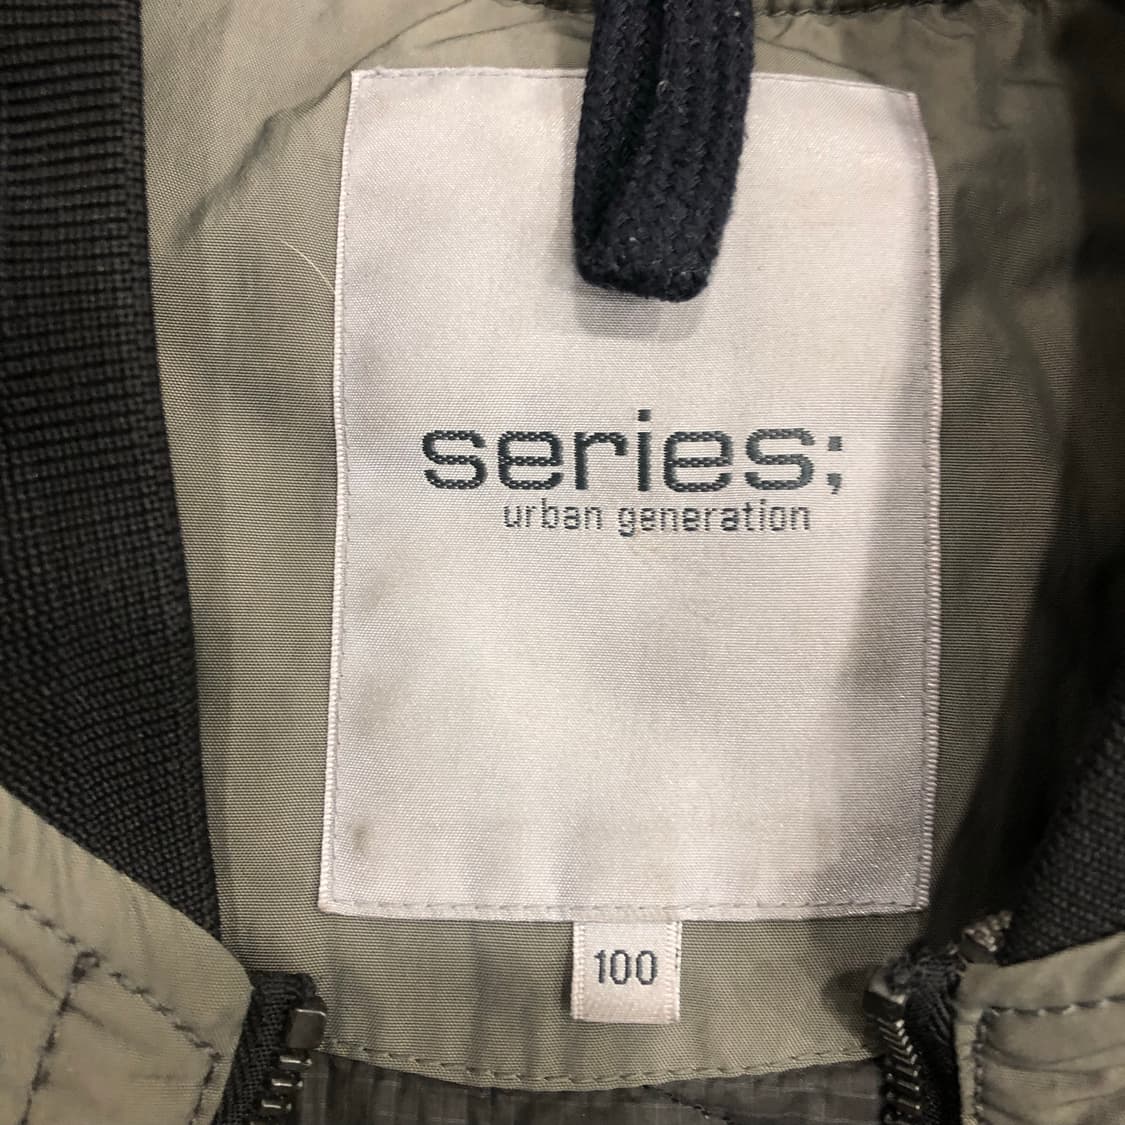 series;
urban generation
100